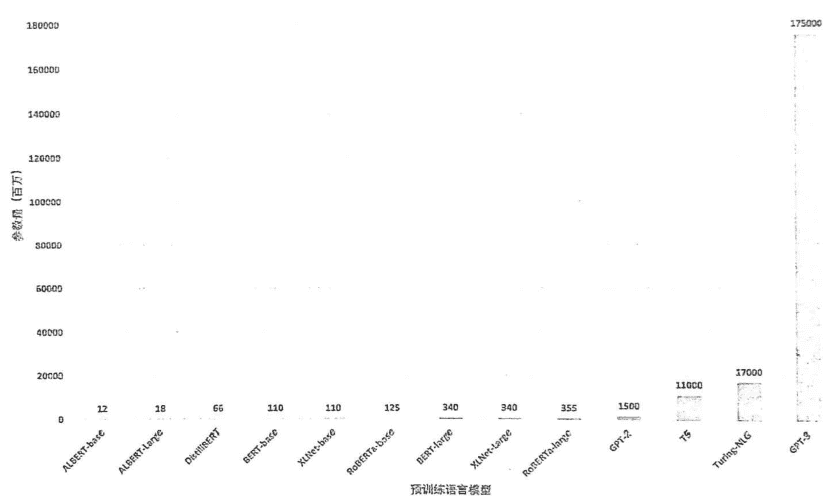 180000
160000
140000
120000
100000
80000
60000
40000
20000
0
参数量 (百万)
175000
17000
11000
1500
355
340
340
125
110
110
66
18
12
ALBERT-base
ALBERT-Large
DistilBERT
BERT-base
XLNet-base
RoBERTa-base
BERT-large
XLNet-Large
RoBERTa-large
GPT-2
T5
Turing-NLG
GPT-3
预训练语言模型